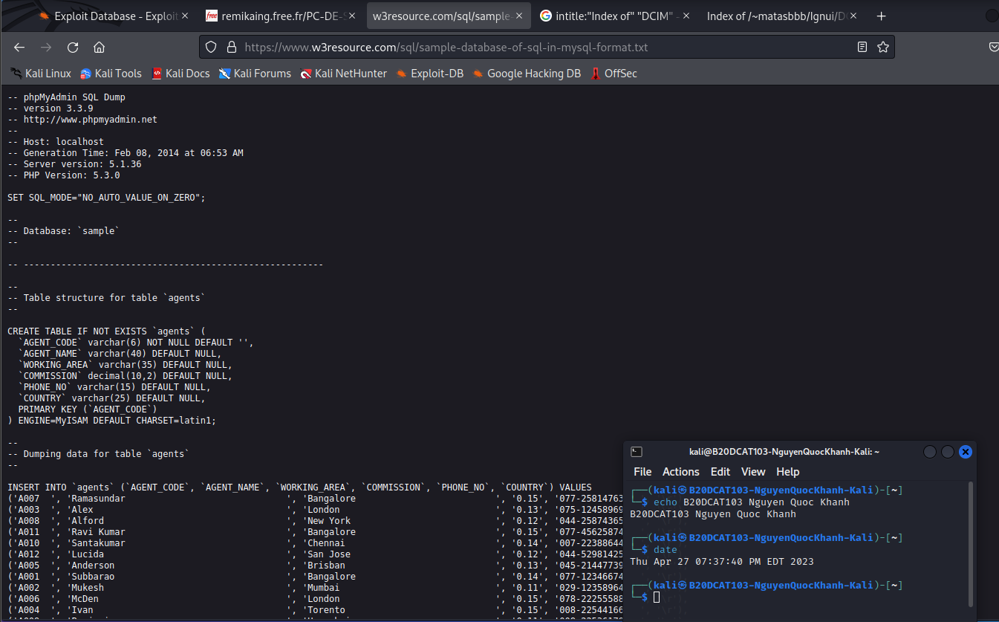 Exploit Database - Exploit
free remikaing.free.fr/PC-DE-S
w3resource.com/sql/sample-
intitle:"Index of" "DCIM" -
Index of /~matasbbb/Ignui/DC
https://www.w3resource.com/sql/sample-database-of-sql-in-mysql-format.txt
Kali Linux Kali Tools Kali Docs Kali Forums Kali NetHunter Exploit-DB Google Hacking DB OffSec
-- phpMyAdmin SQL Dump
-- version 3.3.9
-- http://www.phpmyadmin.net
--
-- Host: localhost
-- Generation Time: Feb 08, 2014 at 06:53 AM
-- Server version: 5.1.36
-- PHP Version: 5.3.0
SET SQL_MODE="NO_AUTO_VALUE_ON_ZERO";
--
-- Database: `sample`
--
-- --------------------------------------------------------
--
-- Table structure for table `agents`
--
CREATE TABLE IF NOT EXISTS `agents` (
`AGENT_CODE` varchar(6) NOT NULL DEFAULT '',
`AGENT_NAME` varchar(40) DEFAULT NULL,
`WORKING_AREA` varchar(35) DEFAULT NULL,
`COMMISSION` decimal(10,2) DEFAULT NULL,
`PHONE_NO` varchar(15) DEFAULT NULL,
`COUNTRY` varchar(25) DEFAULT NULL,
PRIMARY KEY (`AGENT_CODE`)
) ENGINE=MyISAM DEFAULT CHARSET=latin1;
--
-- Dumping data for table `agents`
--
INSERT INTO `agents` (`AGENT_CODE`, `AGENT_NAME`, `WORKING_AREA`, `COMMISSION`, `PHONE_NO`, `COUNTRY`) VALUES
('A007 ', 'Ramasundar ', 'Bangalore ', '0.15', '077-25814763
('A003 ', 'Alex ', 'London ', '0.13', '075-12458969
('A008 ', 'Alford ', 'New York ', '0.12', '044-25874365
('A011 ', 'Ravi Kumar ', 'Bangalore ', '0.15', '077-45625874
('A010 ', 'Santakumar ', 'Chennai ', '0.14', '007-22388644
('A012 ', 'Lucida ', 'San Jose ', '0.12', '044-52981425
('A005 ', 'Anderson ', 'Brisban ', '0.13', '045-21447739
('A001 ', 'Subbarao ', 'Bangalore ', '0.14', '077-12346674
('A002 ', 'Mukesh ', 'Mumbai ', '0.11', '029-12358964
('A006 ', 'McDen ', 'London ', '0.15', '078-22255588
('A004 ', 'Ivan ', 'Torento ', '0.15', '008-22544166
kali@B20DCAT103-NguyenQuocKhanh-Kali: ~
File Actions Edit View Help
┌──(kali㉿B20DCAT103-NguyenQuocKhanh-Kali)-[~]
└─$ echo B20DCAT103 Nguyen Quoc Khanh
B20DCAT103 Nguyen Quoc Khanh
┌──(kali㉿B20DCAT103-NguyenQuocKhanh-Kali)-[~]
└─$ date
Thu Apr 27 07:37:40 PM EDT 2023
┌──(kali㉿B20DCAT103-NguyenQuocKhanh-Kali)-[~]
└─$